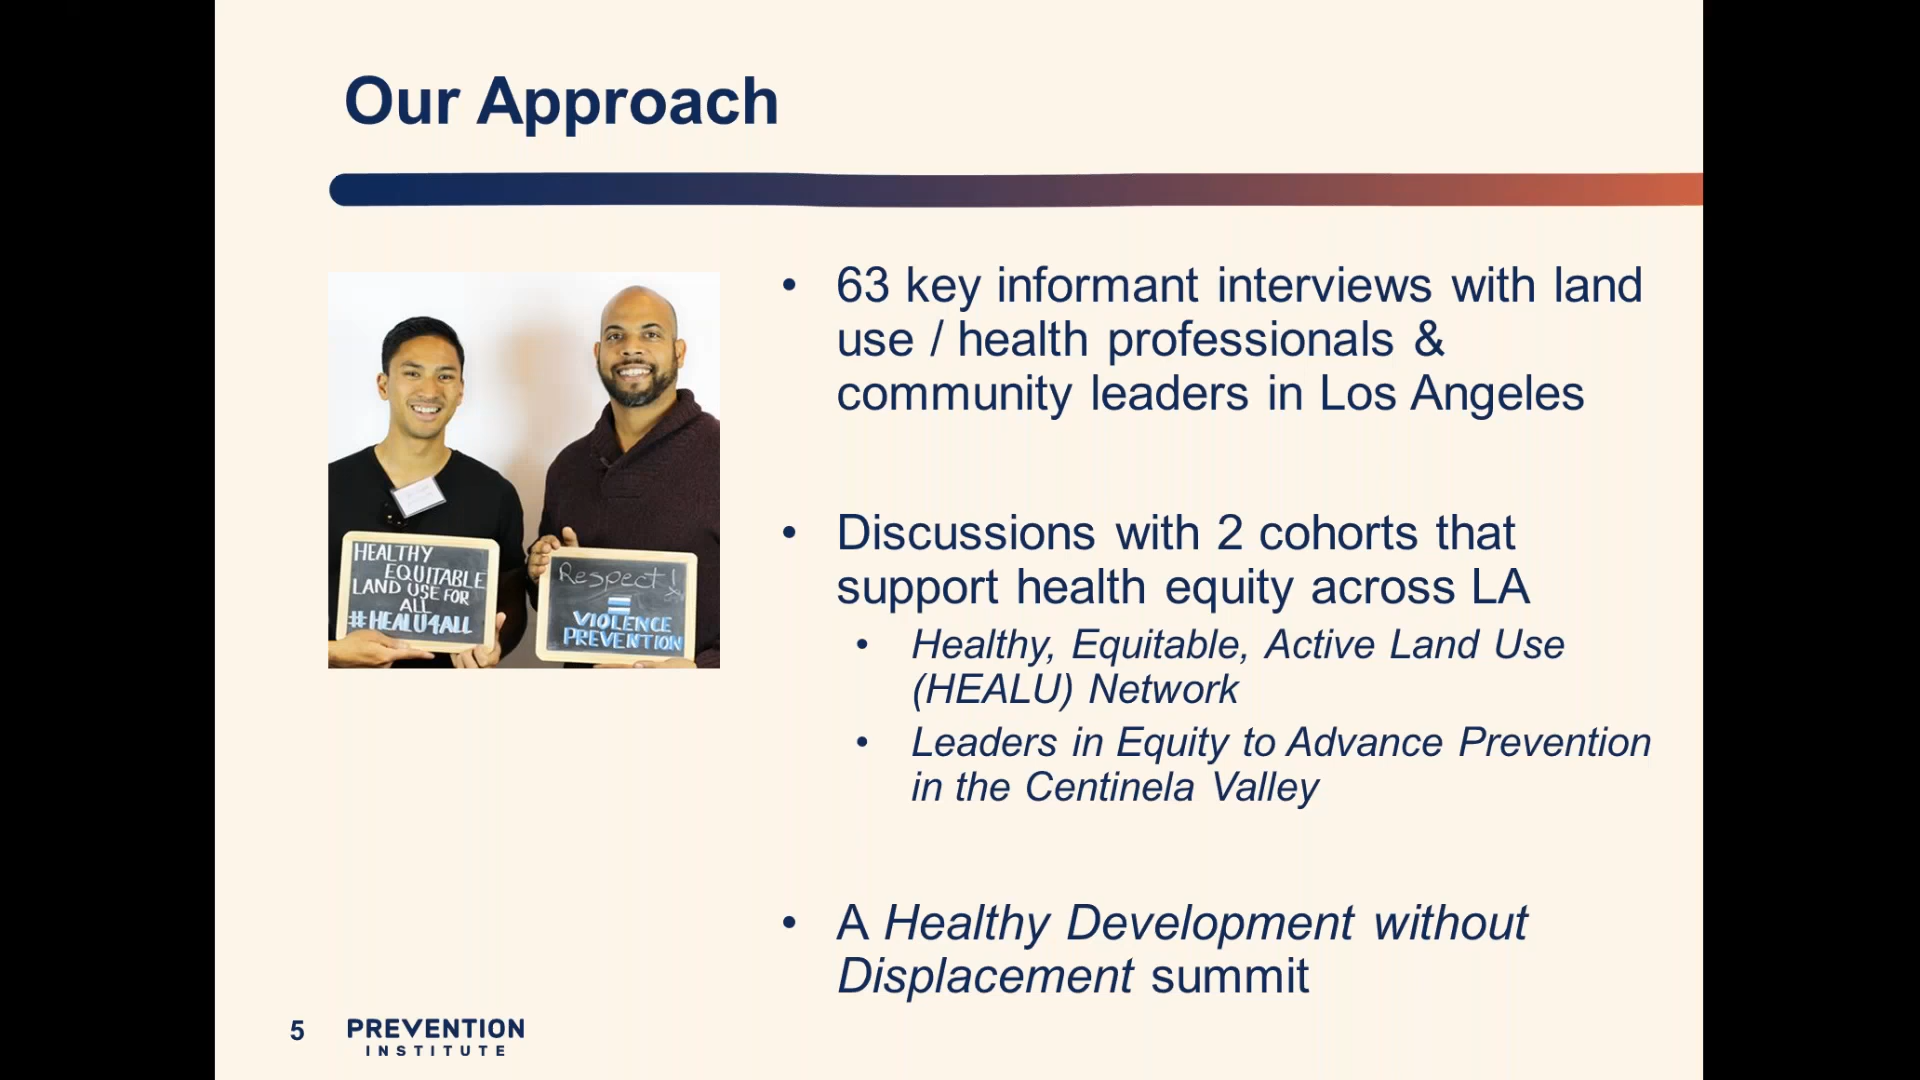 Our Approach
• 63 key informant interviews with land
use / health professionals &
community leaders in Los Angeles
• Discussions with 2 cohorts that
support health equity across LA
• Healthy, Equitable, Active Land Use
(HEALU) Network
• Leaders in Equity to Advance Prevention
in the Centinela Valley
• A Healthy Development without
Displacement summit
HEALTHY
EQUITABLE
LAND USE FOR
ALL
#HEALU4ALL
Respect!
=
VIOLENCE
PREVENTION
5
PREVENTION
INSTITUTE